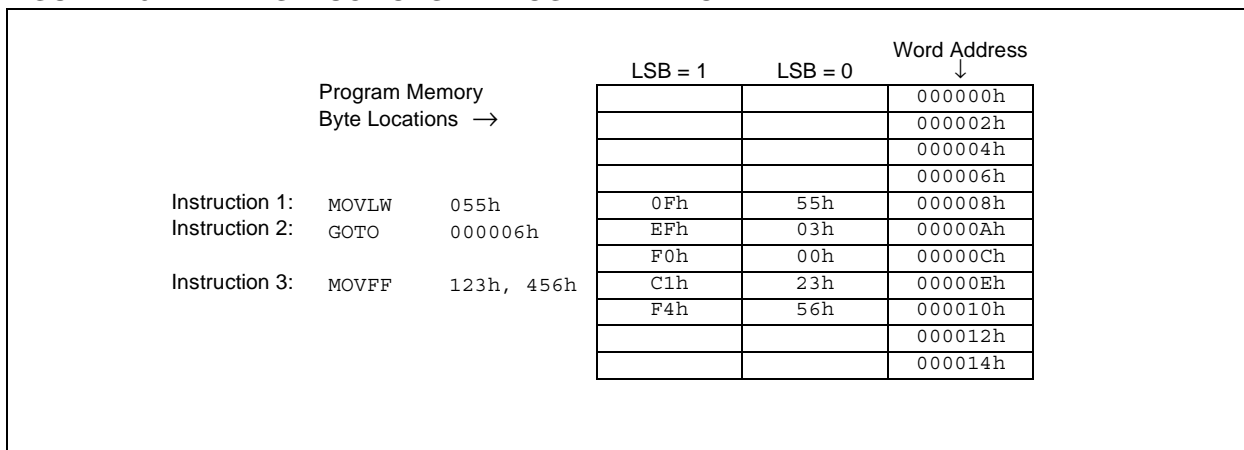 Word Address
LSB = 1 LSB = 0 ↓
Program Memory 000000h
Byte Locations → 000002h
000004h
000006h
Instruction 1: MOVLW 055h 0Fh 55h 000008h
Instruction 2: GOTO 000006h EFh 03h 00000Ah
F0h 00h 00000Ch
Instruction 3: MOVFF 123h, 456h C1h 23h 00000Eh
F4h 56h 000010h
000012h
000014h